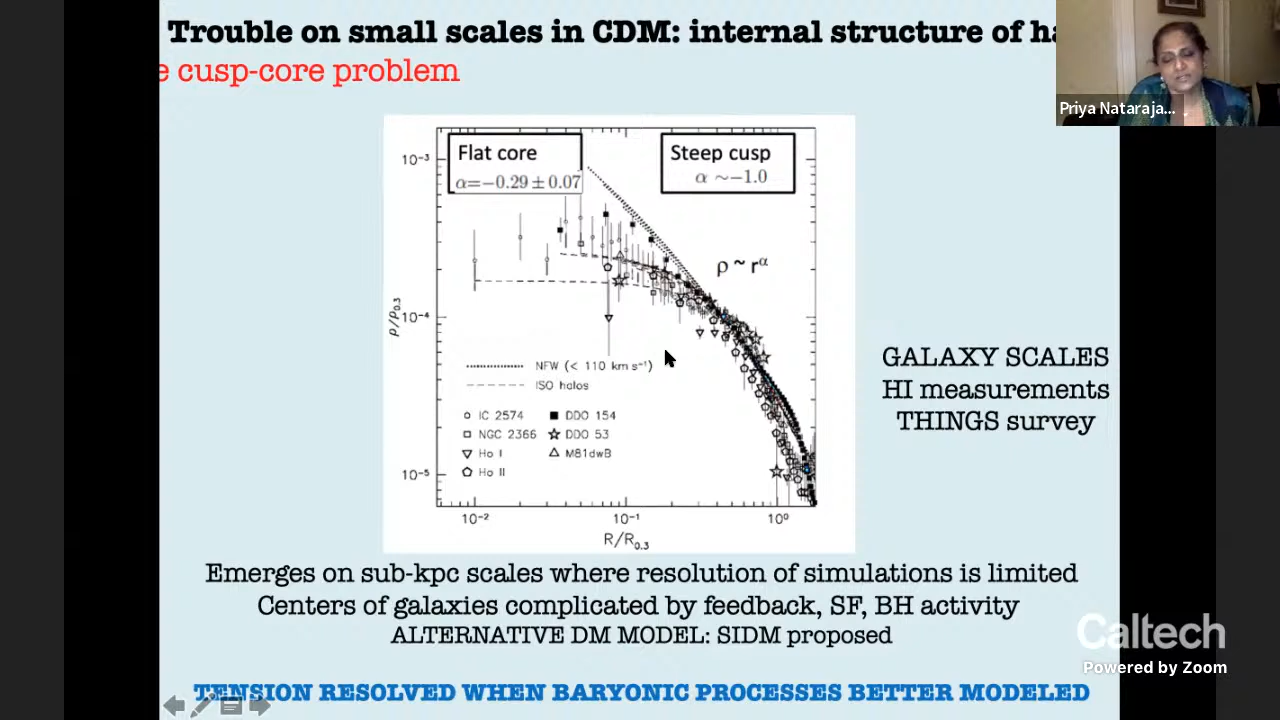 Trouble on small scales in CDM: internal structure of ha
e cusp-core problem
Priya Nataraja...
Flat core
α=−0.29±0.07
Steep cusp
α ~−1.0
ρ ~ r^α
10⁻³
10⁻⁴
10⁻⁵
ρ/ρ0.3
NFW (< 110 km s⁻¹)
ISO halos
IC 2574
DDO 154
NGC 2366
DDO 53
Ho I
M81dwB
Ho II
10⁻²
10⁻¹
10⁰
R/R0.3
GALAXY SCALES
HI measurements
THINGS survey
Emerges on sub-kpc scales where resolution of simulations is limited
Centers of galaxies complicated by feedback, SF, BH activity
ALTERNATIVE DM MODEL: SIDM proposed
TENSION RESOLVED WHEN BARYONIC PROCESSES BETTER MODELED
Caltech
Powered by Zoom